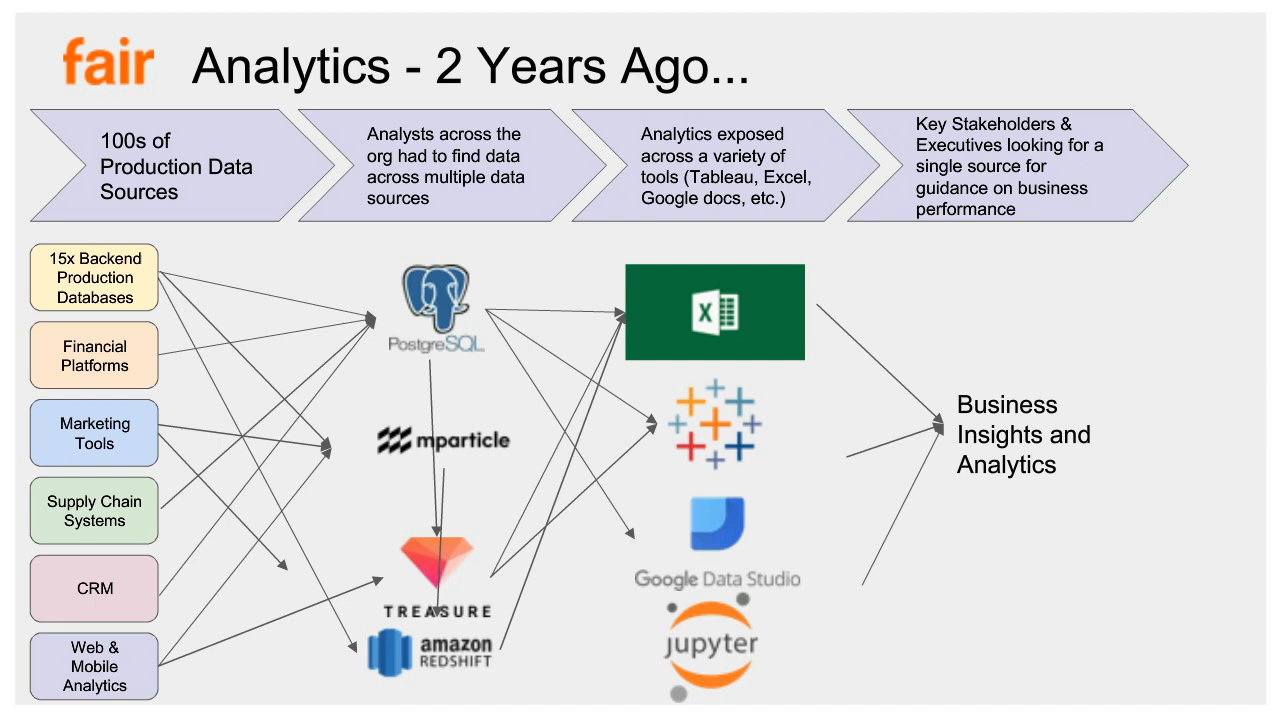 fair
Analytics - 2 Years Ago...
100s of
Production Data
Sources
Analysts across the
org had to find data
across multiple data
sources
Analytics exposed
across a variety of
tools (Tableau, Excel,
Google docs, etc.)
Key Stakeholders &
Executives looking for a
single source for
guidance on business
performance
15x Backend
Production
Databases
Financial
Platforms
Marketing
Tools
Supply Chain
Systems
CRM
Web &
Mobile
Analytics
PostgreSQL
mparticle
TREASURE
amazon
REDSHIFT
X
Google Data Studio
jupyter
Business
Insights and
Analytics